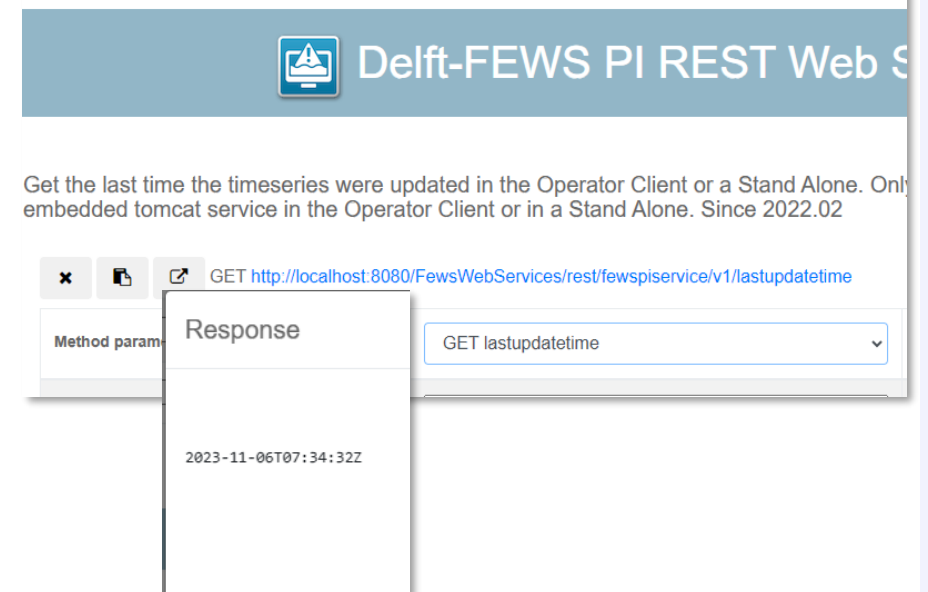 Delft-FEWS PI REST Web
Get the last time the timeseries were updated in the Operator Client or a Stand Alone. Only
embedded tomcat service in the Operator Client or in a Stand Alone. Since 2022.02
GET http://localhost:8080/FewsWebServices/rest/fewspiservice/v1/lastupdatetime
Method param
GET lastupdatetime
Response
2023-11-06T07:34:32Z